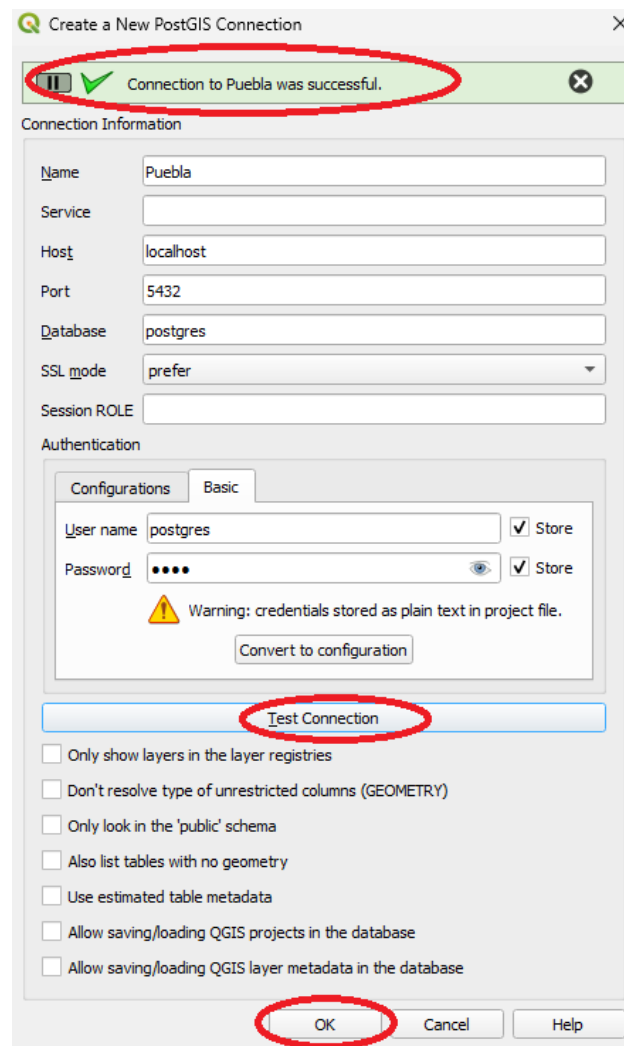 Create a New PostGIS Connection
Connection to Puebla was successful.
Connection Information
Name Puebla
Service
Host localhost
Port 5432
Database postgres
SSL mode prefer
Session ROLE
Authentication
Configurations Basic
User name postgres Store
Password •••• Store
Warning: credentials stored as plain text in project file.
Convert to configuration
Test Connection
Only show layers in the layer registries
Don't resolve type of unrestricted columns (GEOMETRY)
Only look in the 'public' schema
Also list tables with no geometry
Use estimated table metadata
Allow saving/loading QGIS projects in the database
Allow saving/loading QGIS layer metadata in the database
OK Cancel Help